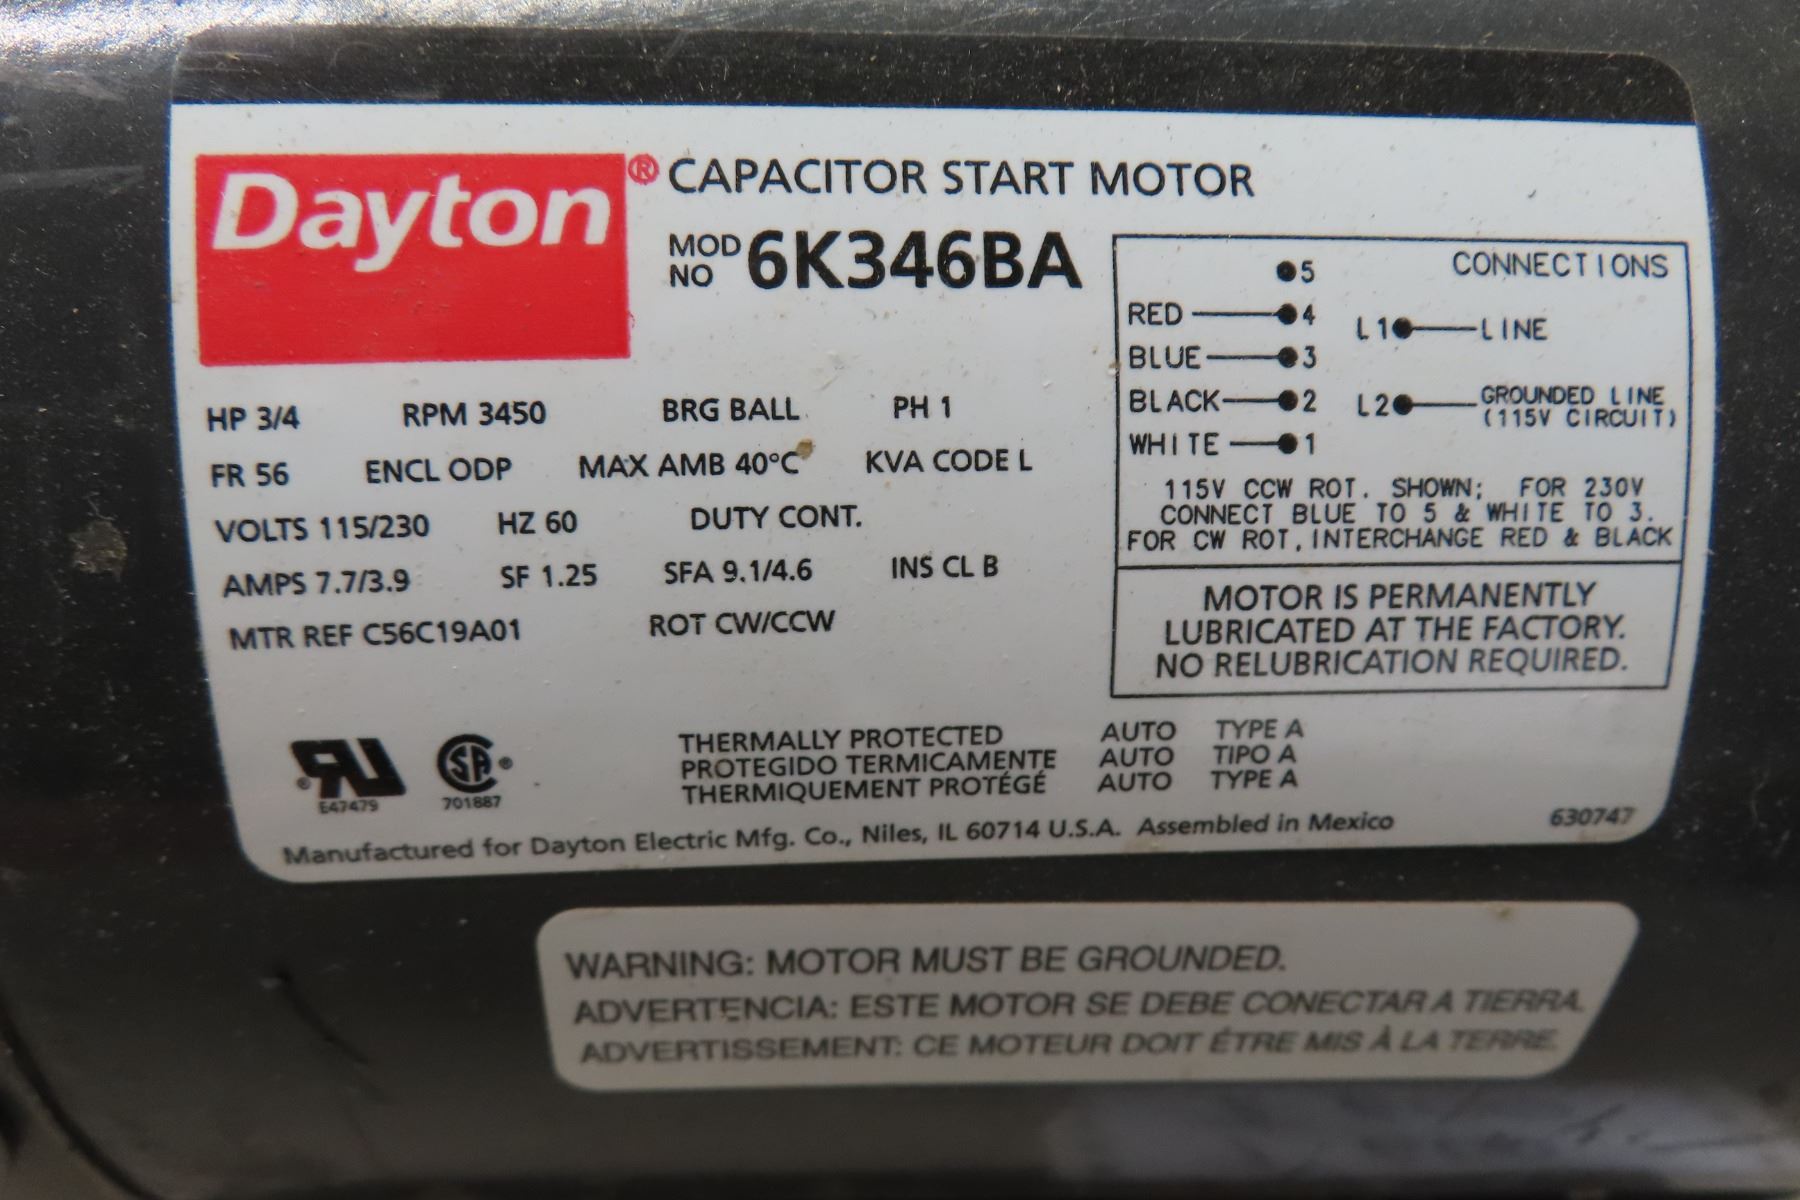 Dayton®
CAPACITOR START MOTOR
MOD NO 6K346BA
HP 3/4 RPM 3450 BRG BALL PH 1
FR 56 ENCL ODP MAX AMB 40°C KVA CODE L
VOLTS 115/230 HZ 60 DUTY CONT.
AMPS 7.7/3.9 SF 1.25 SFA 9.1/4.6 INS CL B
MTR REF C56C19A01 ROT CW/CCW
CONNECTIONS
5
RED 4 L1 LINE
BLUE 3
BLACK 2 L2 GROUNDED LINE
(115V CIRCUIT)
WHITE 1
115V CCW ROT. SHOWN; FOR 230V
CONNECT BLUE TO 5 & WHITE TO 3.
FOR CW ROT, INTERCHANGE RED & BLACK
MOTOR IS PERMANENTLY
LUBRICATED AT THE FACTORY.
NO RELUBRICATION REQUIRED.
RU® E47479
CSA® 701887
THERMALLY PROTECTED AUTO TYPE A
PROTEGIDO TERMICAMENTE AUTO TIPO A
THERMIQUEMENT PROTÉGÉ AUTO TYPE A
Manufactured for Dayton Electric Mfg. Co., Niles, IL 60714 U.S.A. Assembled in Mexico 630747
WARNING: MOTOR MUST BE GROUNDED.
ADVERTENCIA: ESTE MOTOR SE DEBE CONECTAR A TIERRA.
ADVERTISSEMENT: CE MOTEUR DOIT ÉTRE MIS À LA TERRE.